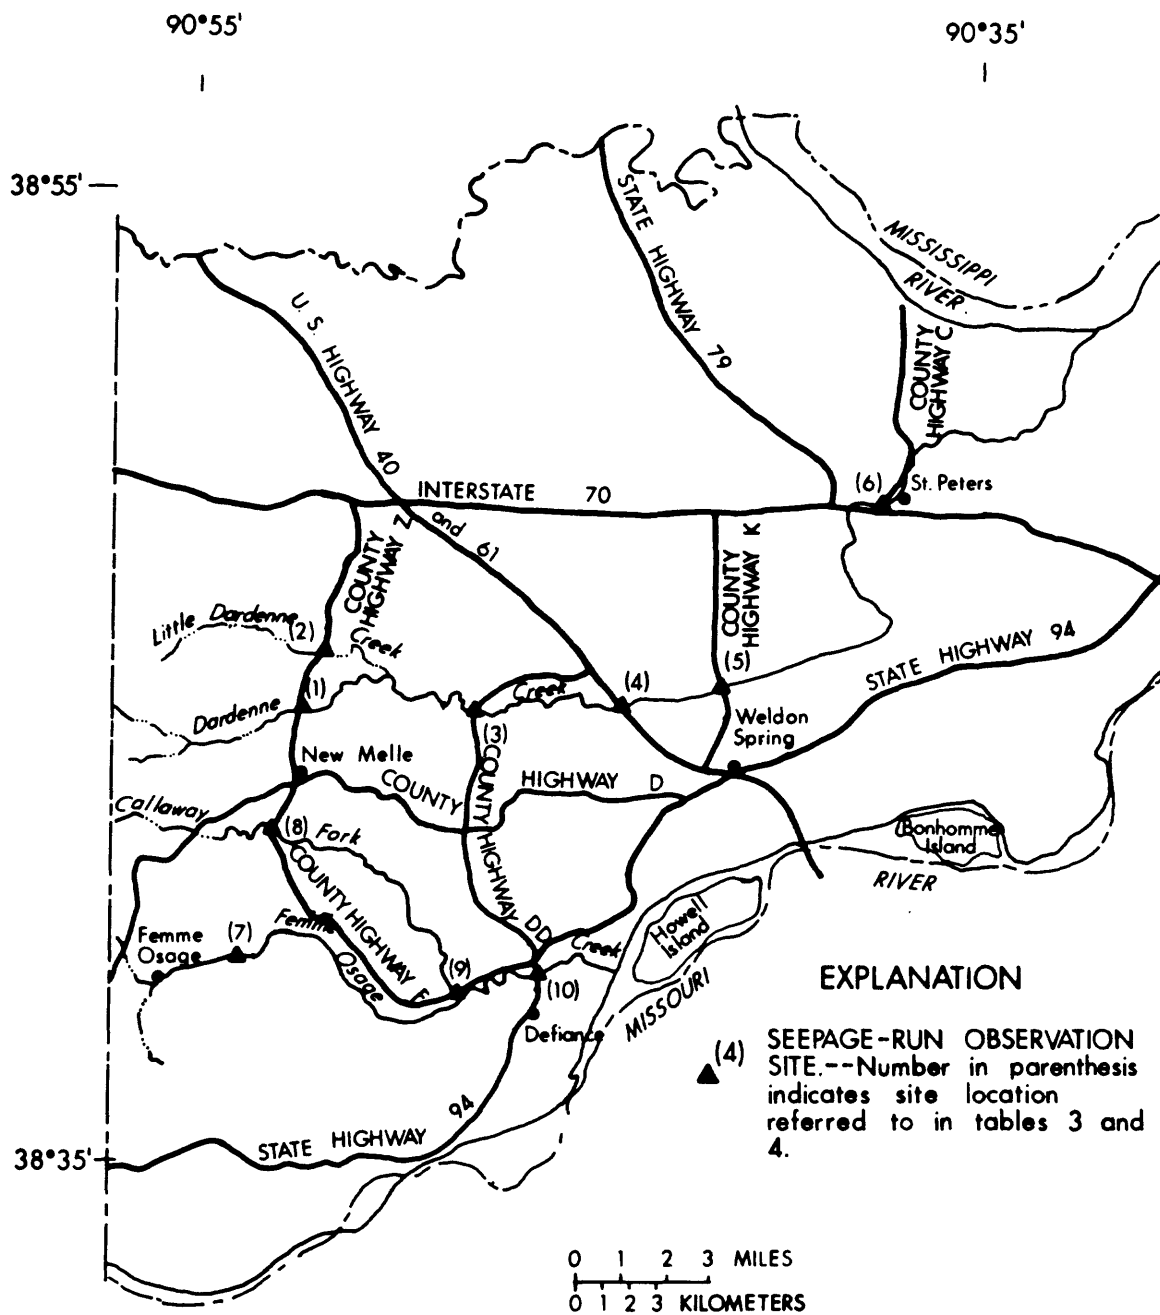 90°55'
90°35'
38°55'
STATE HIGHWAY 79
MISSISSIPPI
RIVER
U. S. HIGHWAY 40
COUNTY
HIGHWAY C
INTERSTATE 70
(6)
St. Peters
and 61
COUNTY
HIGHWAY Z
COUNTY
HIGHWAY K
Little Dardenne
(2)
Creek
STATE HIGHWAY 94
(5)
(1)
Dardenne
Creek
(4)
(3)
Weldon
Spring
New Melle
COUNTY HIGHWAY D
Callaway
(8)
Fork
COUNTY HIGHWAY DD
Bonhomme
Island
RIVER
COUNTY HIGHWAY F
Femme
Osage
(7)
Femme
Osage
Creek
Howell
Island
(9)
(10)
MISSOURI
Defiance
EXPLANATION
(4)
SEEPAGE-RUN OBSERVATION
SITE.--Number in parenthesis
indicates site location
referred to in tables 3 and
4.
STATE HIGHWAY 94
38°35'
0 1 2 3 MILES
0 1 2 3 KILOMETERS